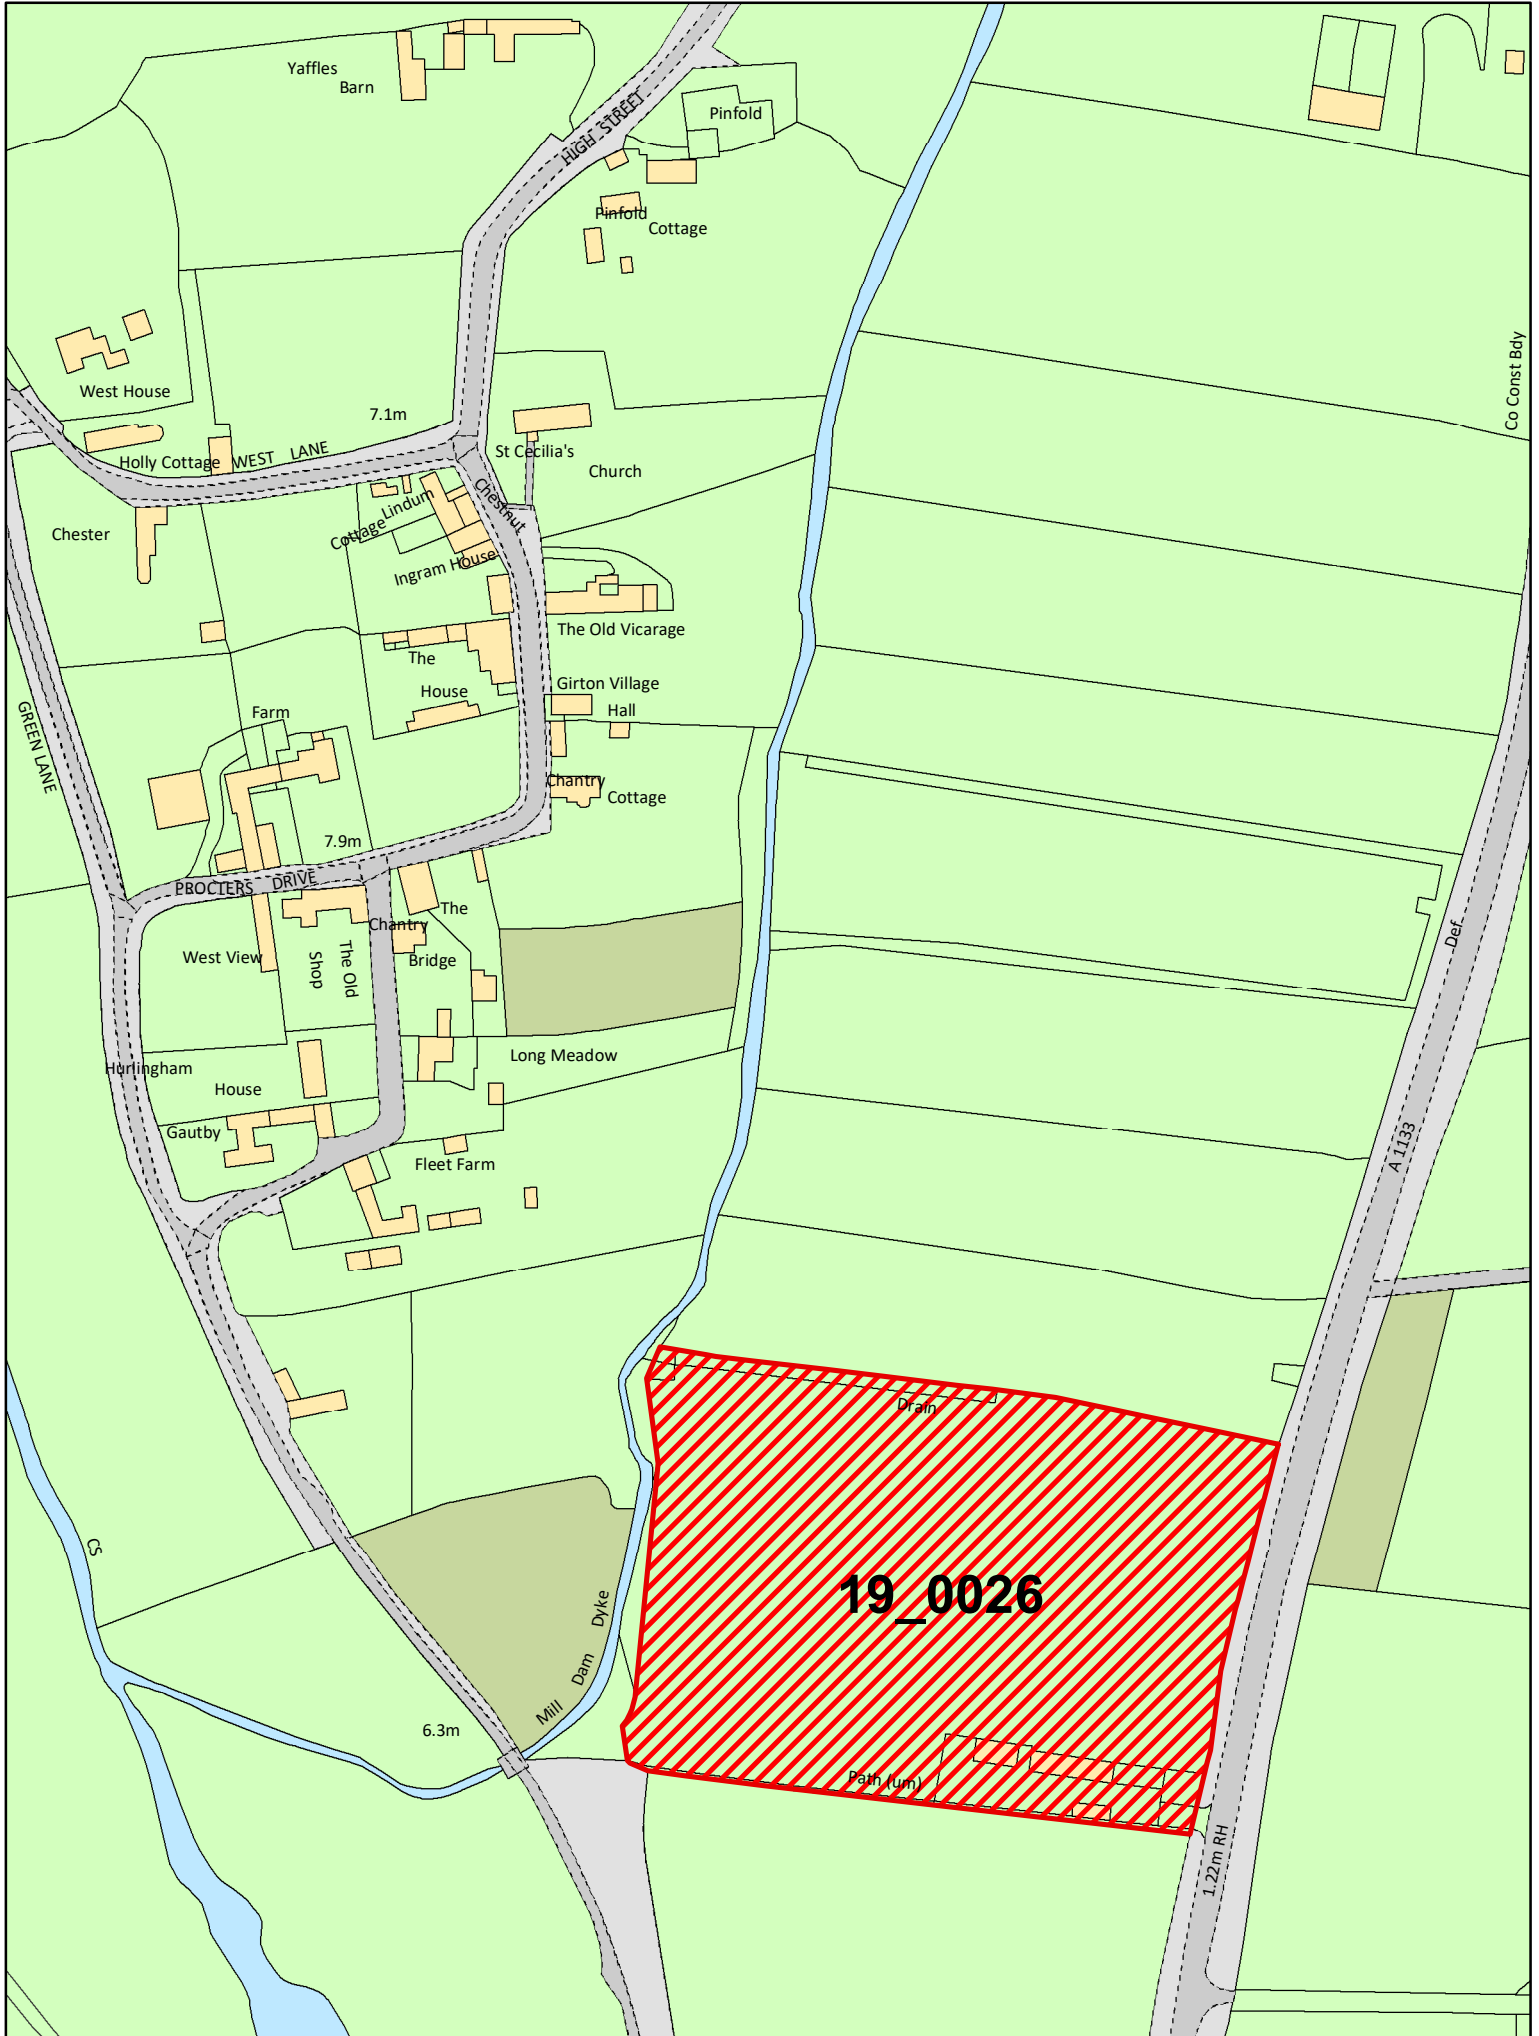 Yaffles
Barn
HIGH STREET
Pinfold
Pinfold
Cottage
Co Const Bdy
West House
7.1m
Holly Cottage
WEST LANE
St Cecilia's
Church
Chestnut
Lindum
Cottage
Chester
Ingram House
The Old Vicarage
The
House
Girton Village
Hall
GREEN LANE
Farm
Chantry
Cottage
7.9m
PROCTERS DRIVE
The
Chantry
Bridge
West View
The Old
Shop
Def
Long Meadow
Hurlingham
House
Gautby
Fleet Farm
A 1133
Drain
CS
19_0026
Mill Dam Dyke
6.3m
Path (um)
1.22m RH